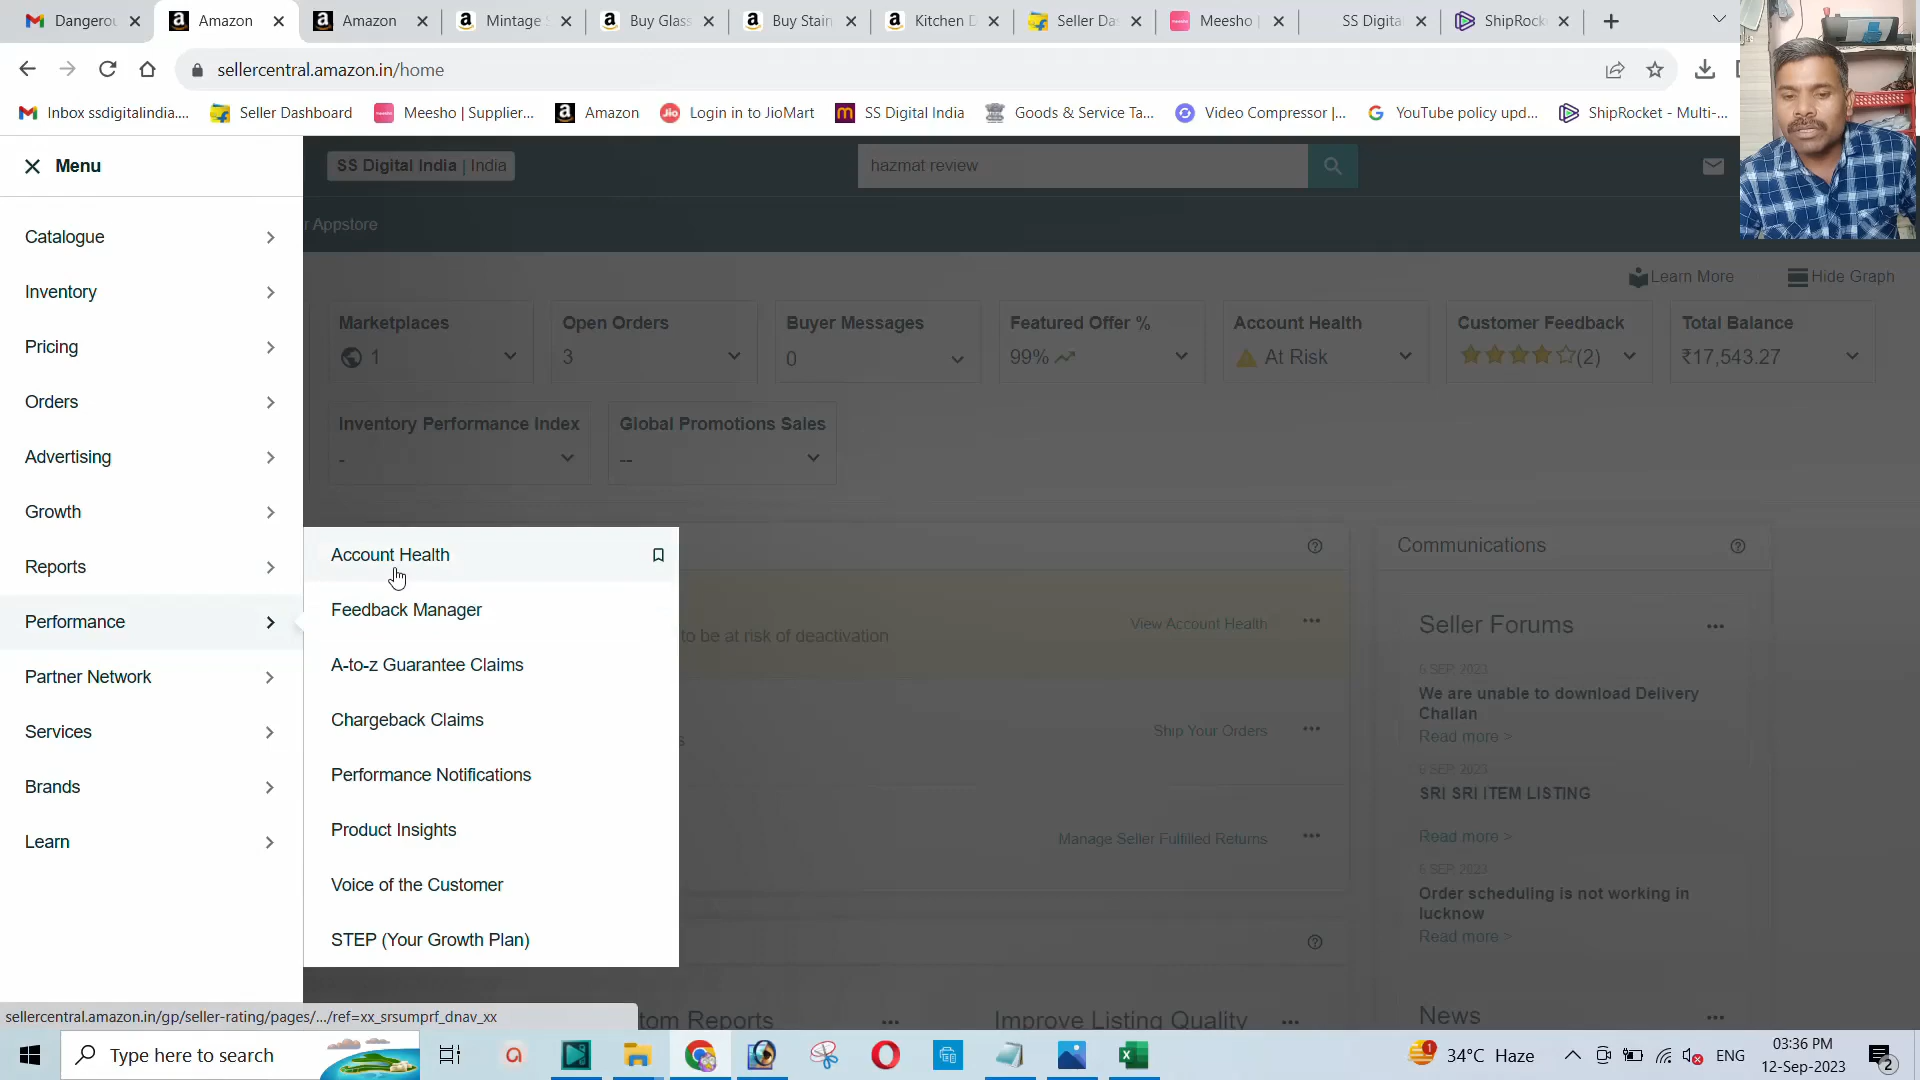 Dangerou
Amazon
Amazon
Mintage S
Buy Glass
Buy Stain
Kitchen D
Seller Da
Meesho |
SS Digita
ShipRock
sellercentral.amazon.in/home
Inbox ssdigitalindia....
Seller Dashboard
Meesho | Supplier...
Amazon
Login in to JioMart
SS Digital India
Goods & Service Ta...
Video Compressor |...
YouTube policy upd...
ShipRocket - Multi-...
Menu
SS Digital India | India
hazmat review
r Appstore
Catalogue
Inventory
Pricing
Orders
Advertising
Growth
Reports
Performance
Partner Network
Services
Brands
Learn
Account Health
Feedback Manager
A-to-z Guarantee Claims
Chargeback Claims
Performance Notifications
Product Insights
Voice of the Customer
STEP (Your Growth Plan)
Learn More
Hide Graph
Marketplaces
1
Open Orders
3
Buyer Messages
0
Featured Offer %
99%
Account Health
At Risk
Customer Feedback
(2)
Total Balance
₹17,543.27
Inventory Performance Index
-
Global Promotions Sales
--
to be at risk of deactivation
View Account Health
s
Ship Your Orders
Manage Seller Fulfilled Returns
Communications
Seller Forums
6 SEP 2023
We are unable to download Delivery
Challan
Read more >
6 SEP 2023
SRI SRI ITEM LISTING
Read more >
6 SEP 2023
Order scheduling is not working in
lucknow
Read more >
tom Reports
Improve Listing Quality
News
sellercentral.amazon.in/gp/seller-rating/pages/.../ref=xx_srsumprf_dnav_xx
Type here to search
1
34°C Haze
ENG
03:36 PM
12-Sep-2023
2